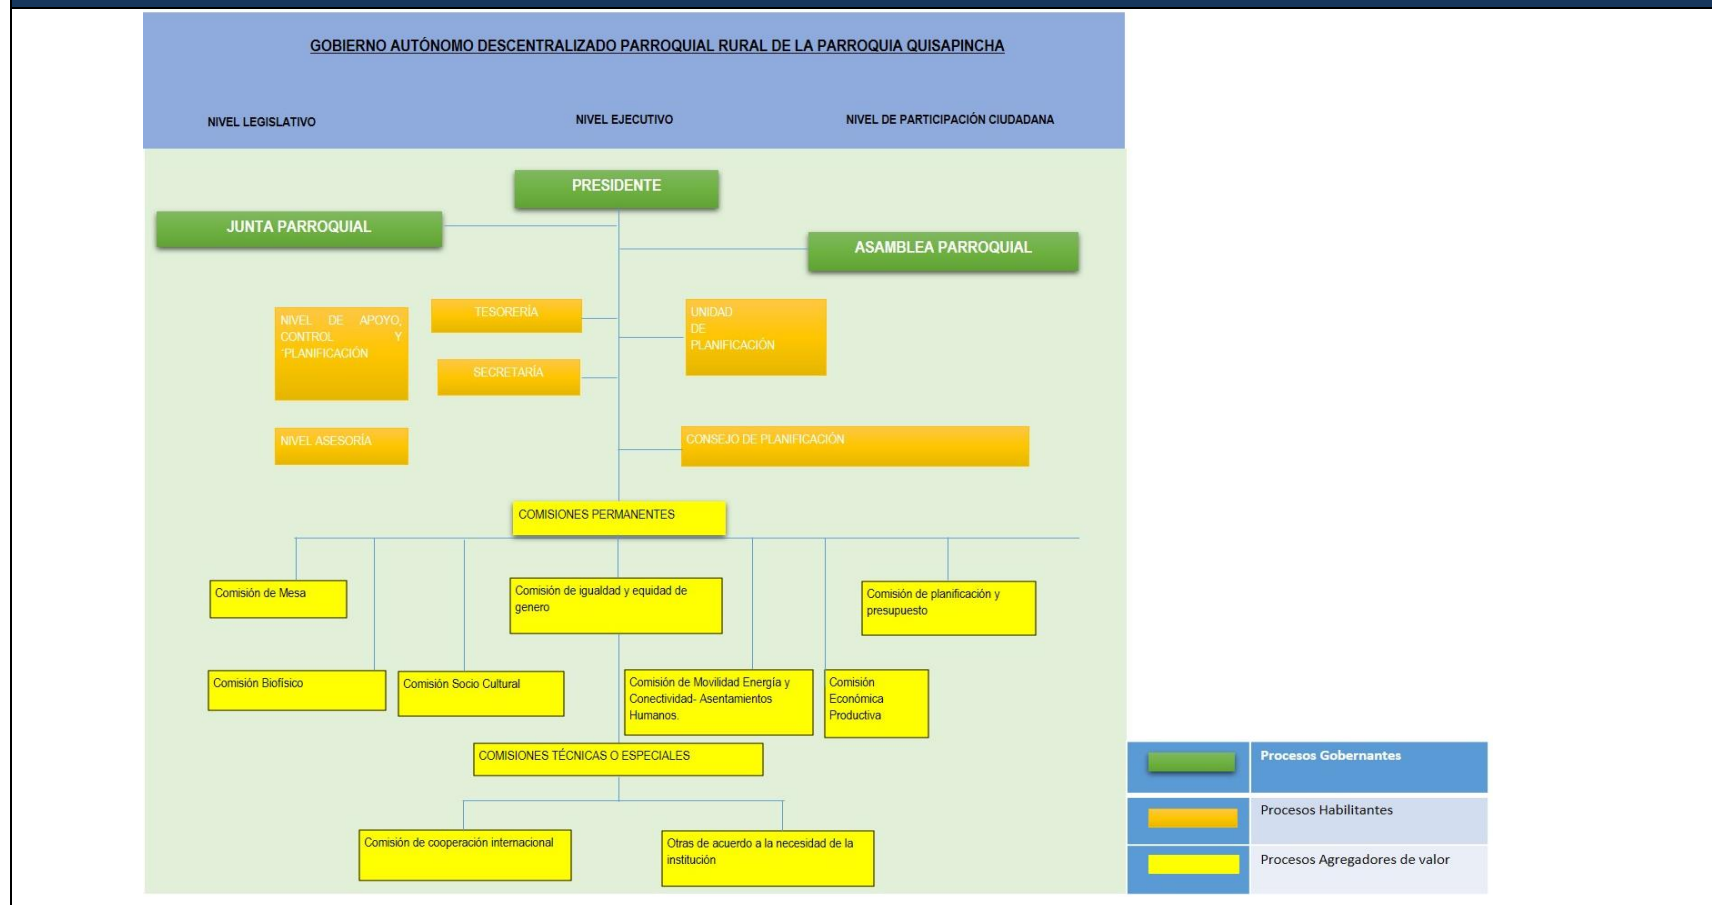 GOBIERNO AUTÓNOMO DESCENTRALIZADO PARROQUIAL RURAL DE LA PARROQUIA QUISAPINCHA
NIVEL LEGISLATIVO
NIVEL EJECUTIVO
NIVEL DE PARTICIPACIÓN CIUDADANA
PRESIDENTE
JUNTA PARROQUIAL
ASAMBLEA PARROQUIAL
NIVEL DE APOYO,
CONTROL Y
¨PLANIFICACIÓN
TESORERÍA
UNIDAD
DE
PLANIFICACIÓN
SECRETARÍA
NIVEL ASESORÍA
CONSEJO DE PLANIFICACIÓN
COMISIONES PERMANENTES
Comisión de Mesa
Comisión de igualdad y equidad de
genero
Comisión de planificación y
presupuesto
Comisión Biofísico
Comisión Socio Cultural
Comisión de Movilidad Energía y
Conectividad- Asentamientos
Humanos.
Comisión
Económica
Productiva
COMISIONES TÉCNICAS O ESPECIALES
Comisión de cooperación internacional
Otras de acuerdo a la necesidad de la
institución
Procesos Gobernantes
Procesos Habilitantes
Procesos Agregadores de valor